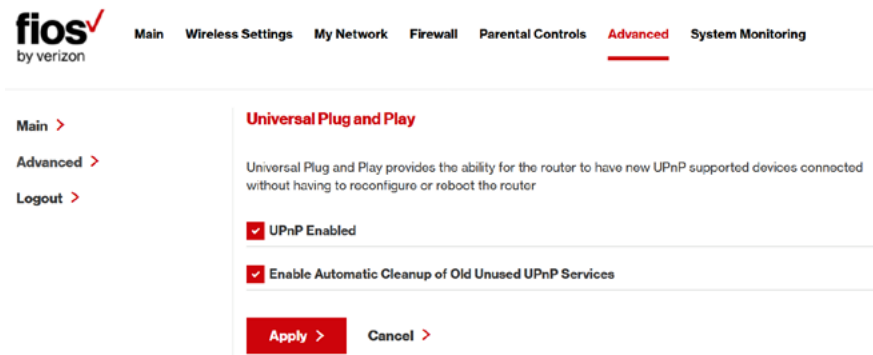 fios
by verizon
Main Wireless Settings My Network Firewall Parental Controls Advanced System Monitoring
Main >
Advanced >
Logout >
Universal Plug and Play
Universal Plug and Play provides the ability for the router to have new UPnP supported devices connected
without having to reconfigure or reboot the router
UPnP Enabled
Enable Automatic Cleanup of Old Unused UPnP Services
Apply > Cancel >